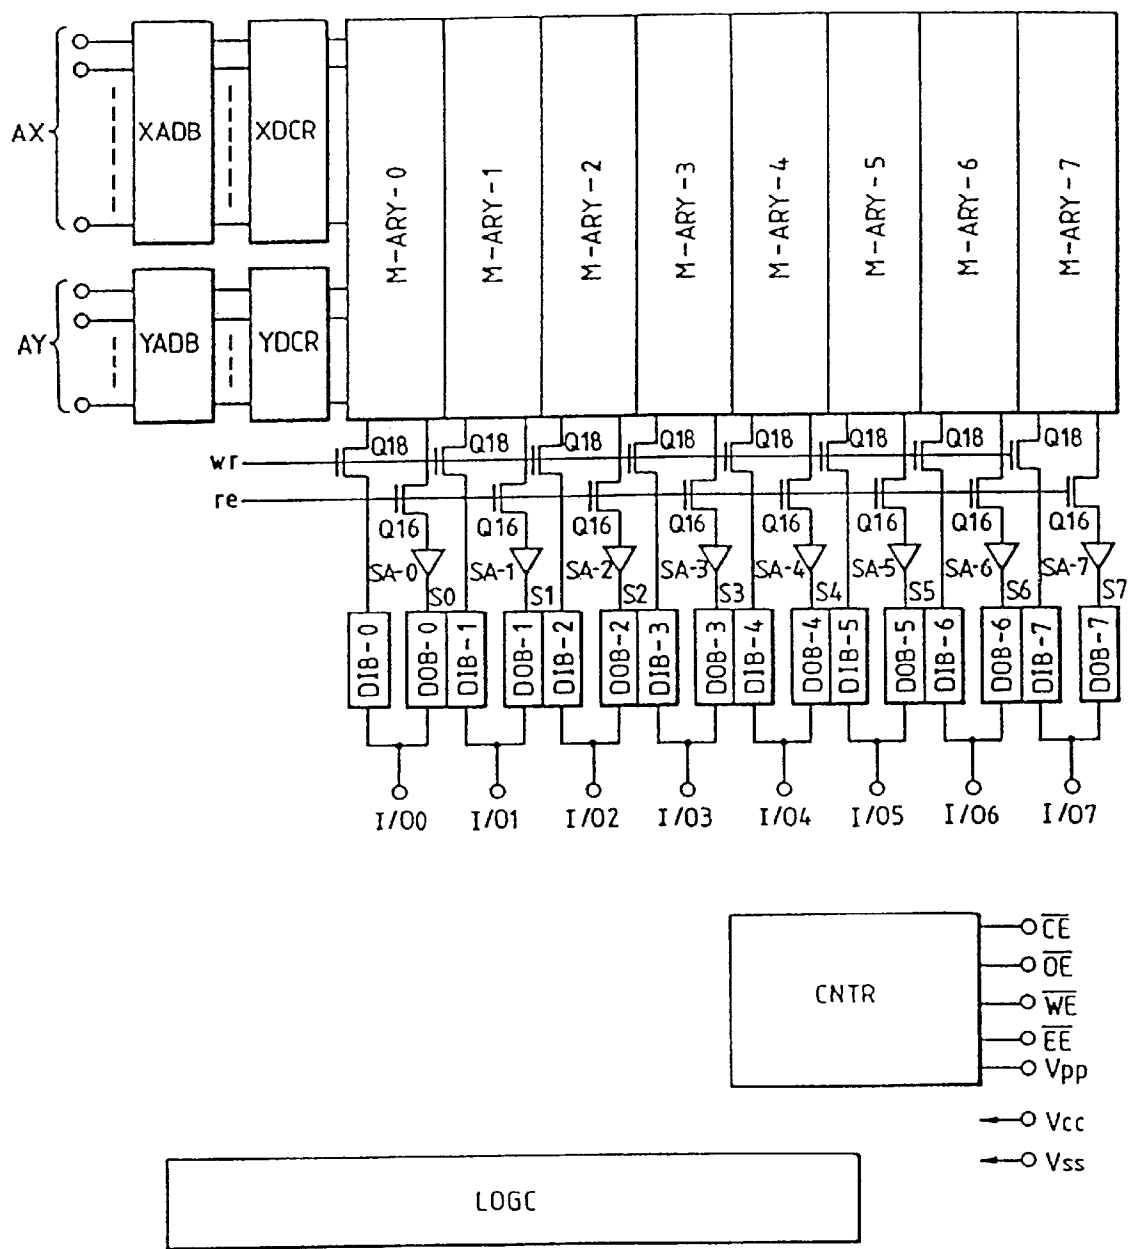 AX
XADB
XDCR
M-ARY-0
M-ARY-1
M-ARY-2
M-ARY-3
M-ARY-4
M-ARY-5
M-ARY-6
M-ARY-7
AY
YADB
YDCR
Q18 Q18 Q18 Q18 Q18 Q18 Q18 Q18
wr
re
Q16 Q16 Q16 Q16 Q16 Q16 Q16 Q16
SA-0 SA-1 SA-2 SA-3 SA-4 SA-5 SA-6 SA-7
S0 S1 S2 S3 S4 S5 S6 S7
DIB-0
DOB-0
DIB-1
DOB-1
DIB-2
DOB-2
DIB-3
DOB-3
DIB-4
DOB-4
DIB-5
DOB-5
DIB-6
DOB-6
DIB-7
DOB-7
I/O0 I/O1 I/O2 I/O3 I/O4 I/O5 I/O6 I/O7
CNTR
C̅E̅
O̅E̅
W̅E̅
E̅E̅
Vpp
Vcc
Vss
LOGC